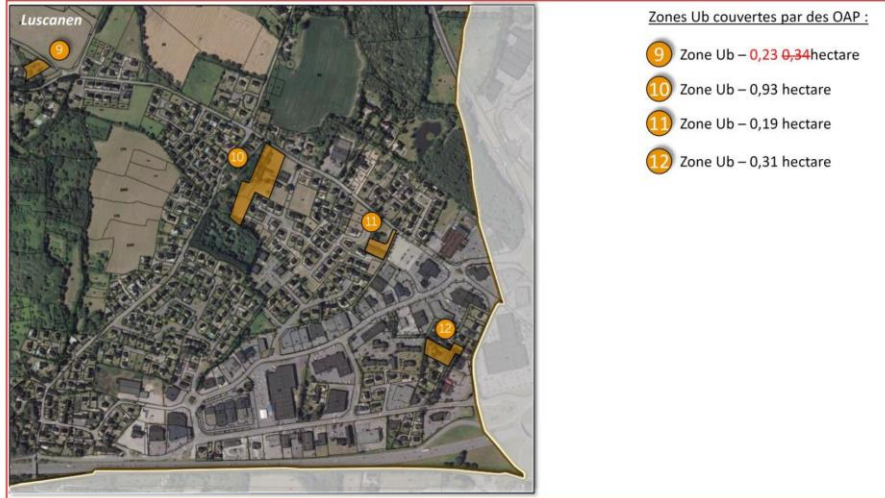 Luscanen
9
10
11
12
Zones Ub couvertes par des OAP :
9 Zone Ub – 0,23 0,34hectare
10 Zone Ub – 0,93 hectare
11 Zone Ub – 0,19 hectare
12 Zone Ub – 0,31 hectare